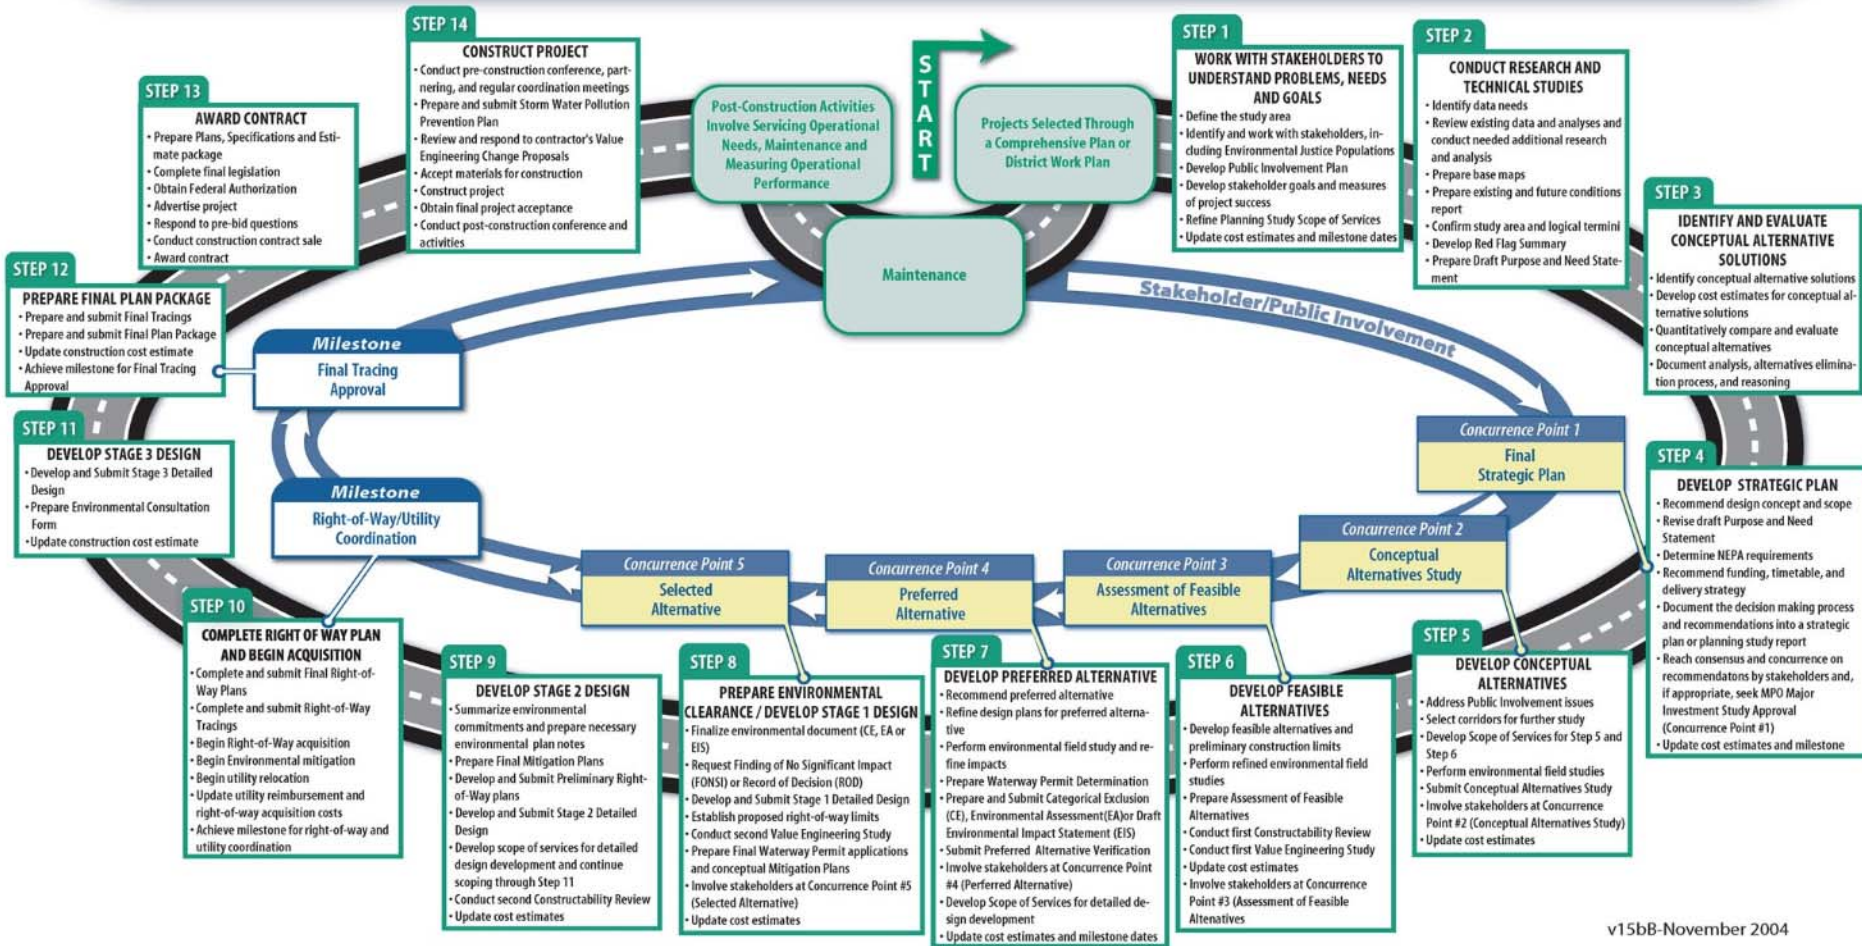 START
Projects Selected Through
a Comprehensive Plan or
District Work Plan
STEP 1
WORK WITH STAKEHOLDERS TO
UNDERSTAND PROBLEMS, NEEDS
AND GOALS
• Define the study area
• Identify and work with stakeholders, in-
cluding Environmental Justice Populations
• Develop Public Involvement Plan
• Develop stakeholder goals and measures
of project success
• Refine Planning Study Scope of Services
• Update cost estimates and milestone dates
STEP 2
CONDUCT RESEARCH AND
TECHNICAL STUDIES
• Identify data needs
• Review existing data and analyses and
conduct needed additional research
and analysis
• Prepare base maps
• Prepare existing and future conditions
report
• Confirm study area and logical termini
• Develop Red Flag Summary
• Prepare Draft Purpose and Need State-
ment
STEP 3
IDENTIFY AND EVALUATE
CONCEPTUAL ALTERNATIVE
SOLUTIONS
• Identify conceptual alternative solutions
• Develop cost estimates for conceptual al-
ternative solutions
• Quantitatively compare and evaluate
conceptual alternatives
• Document analysis, alternatives elimina-
tion process, and reasoning
STEP 4
DEVELOP STRATEGIC PLAN
• Recommend design concept and scope
• Revise draft Purpose and Need
Statement
• Determine NEPA requirements
• Recommend funding, timetable, and
delivery strategy
• Document the decision making process
and recommendations into a strategic
plan or planning study report
• Reach consensus and concurrence on
recommendatons by stakeholders and,
if appropriate, seek MPO Major
Investment Study Approval
(Concurrence Point #1)
• Update cost estimates and milestone
STEP 5
DEVELOP CONCEPTUAL
ALTERNATIVES
• Address Public Involvement issues
• Select corridors for further study
• Develop Scope of Services for Step 5 and
Step 6
• Perform environmental field studies
• Submit Conceptual Alternatives Study
• Involve stakeholders at Concurrence
Point #2 (Conceptual Alternatives Study)
• Update cost estimates
STEP 6
DEVELOP FEASIBLE
ALTERNATIVES
• Develop feasible alternatives and
preliminary construction limits
• Perform refined environmental field
studies
• Prepare Assessment of Feasible
Alternatives
• Conduct first Constructability Review
• Conduct first Value Engineering Study
• Update cost estimates
• Involve stakeholders at Concurrence
Point #3 (Assessment of Feasible
Altenatives
STEP 7
DEVELOP PREFERRED ALTERNATIVE
• Recommend preferred alternative
• Refine design plans for preferred alterna-
tive
• Perform environmental field study and re-
fine impacts
• Prepare Waterway Permit Determination
• Prepare and Submit Categorical Exclusion
(CE), Environmental Assessment(EA)or Draft
Environmental Impact Statement (EIS)
• Submit Preferred Alternative Verification
• Involve stakeholders at Concurrence Point
#4 (Perferred Alternative)
• Develop Scope of Services for detailed de-
sign development
• Update cost estimates and milestone dates
STEP 8
PREPARE ENVIRONMENTAL
CLEARANCE / DEVELOP STAGE 1 DESIGN
• Finalize environmental document (CE, EA or
EIS)
• Request Finding of No Significant Impact
(FONSI) or Record of Decision (ROD)
• Develop and Submit Stage 1 Detailed Design
• Establish proposed right-of-way limits
• Conduct second Value Engineering Study
• Prepare Final Waterway Permit applications
and conceptual Mitigation Plans
• Involve stakeholders at Concurrence Point #5
(Selected Alternative)
• Update cost estimates
STEP 9
DEVELOP STAGE 2 DESIGN
• Summarize environmental
commitments and prepare necessary
environmental plan notes
• Prepare Final Mitigation Plans
• Develop and Submit Preliminary Right-
of-Way plans
• Develop and Submit Stage 2 Detailed
Design
• Develop scope of services for detailed
design development and continue
scoping through Step 11
• Conduct second Constructability Review
• Update cost estimates
STEP 10
COMPLETE RIGHT OF WAY PLAN
AND BEGIN ACQUISITION
• Complete and submit Final Right-of-
Way Plans
• Complete and submit Right-of-Way
Tracings
• Begin Right-of-Way acquisition
• Begin Environmental mitigation
• Begin utility relocation
• Update utility reimbursement and
right-of-way acquisition costs
• Achieve milestone for right-of-way and
utility coordination
STEP 11
DEVELOP STAGE 3 DESIGN
• Develop and Submit Stage 3 Detailed
Design
• Prepare Environmental Consultation
Form
• Update construction cost estimate
STEP 12
PREPARE FINAL PLAN PACKAGE
• Prepare and submit Final Tracings
• Prepare and submit Final Plan Package
• Update construction cost estimate
• Achieve milestone for Final Tracing
Approval
STEP 13
AWARD CONTRACT
• Prepare Plans, Specifications and Esti-
mate package
• Complete final legislation
• Obtain Federal Authorization
• Advertise project
• Respond to pre-bid questions
• Conduct construction contract sale
• Award contract
STEP 14
CONSTRUCT PROJECT
• Conduct pre-construction conference, part-
nering, and regular coordination meetings
• Prepare and submit Storm Water Pollution
Prevention Plan
• Review and respond to contractor's Value
Engineering Change Proposals
• Accept materials for construction
• Construct project
• Obtain final project acceptance
• Conduct post-construction conference and
activities
Post-Construction Activities
Involve Servicing Operational
Needs, Maintenance and
Measuring Operational
Performance
Maintenance
Stakeholder/Public Involvement
Concurrence Point 1
Final
Strategic Plan
Concurrence Point 2
Conceptual
Alternatives Study
Concurrence Point 3
Assessment of Feasible
Alternatives
Concurrence Point 4
Preferred
Alternative
Concurrence Point 5
Selected
Alternative
Milestone
Right-of-Way/Utility
Coordination
Milestone
Final Tracing
Approval
v15bB-November 2004